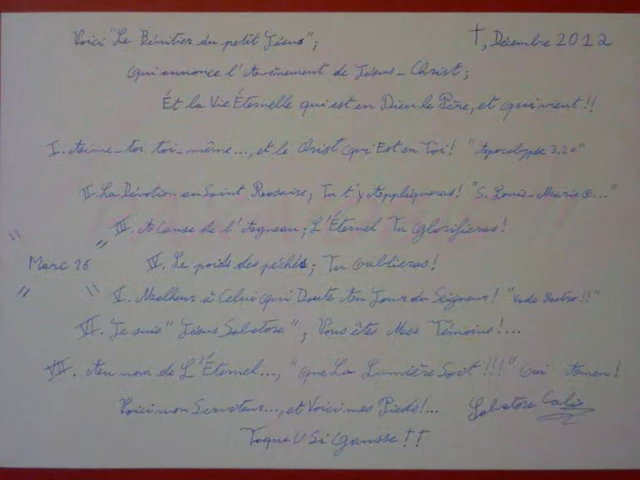 Voici "Le Bénitier du petit Jésus"; †, Décembre 2012
Qui annonce l'Avènement de Jésus-Christ;
Et la Vie Éternelle qui est en Dieu le Père, et qui vient!!
I. Aime-toi toi-même..., et le Christ qui Est en Toi! "Apocalypse 3.20"
II. La Dévotion au Saint Rosaire; Tu t'y Appliqueras! "S. Louis-Marie G..."
III. A Cause de l'Agneau; L'Éternel Tu Glorifieras!
Marc 16 IV. Le poids des péchés; Tu oublieras!
V. Malheur à Celui qui Doute Au Jour du Seigneur! "Vade Retro!!"
VI. Je suis "Jésus Salvatore"; Vous êtes Mes Témoins!...
VII. Au nom de L'Éternel..., "que La Lumière Soit!!!" Oui Amen!
Voici mon Serviteur..., et Voici mes Pieds!... Salvatore